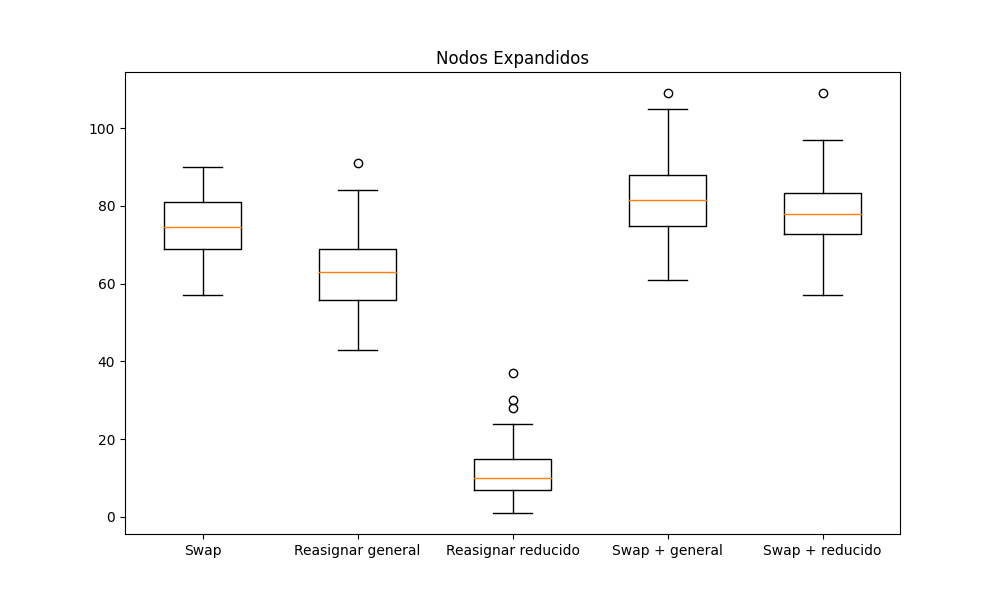 Nodos Expandidos
100
80
60
40
20
0
Swap
Reasignar general
Reasignar reducido
Swap + general
Swap + reducido